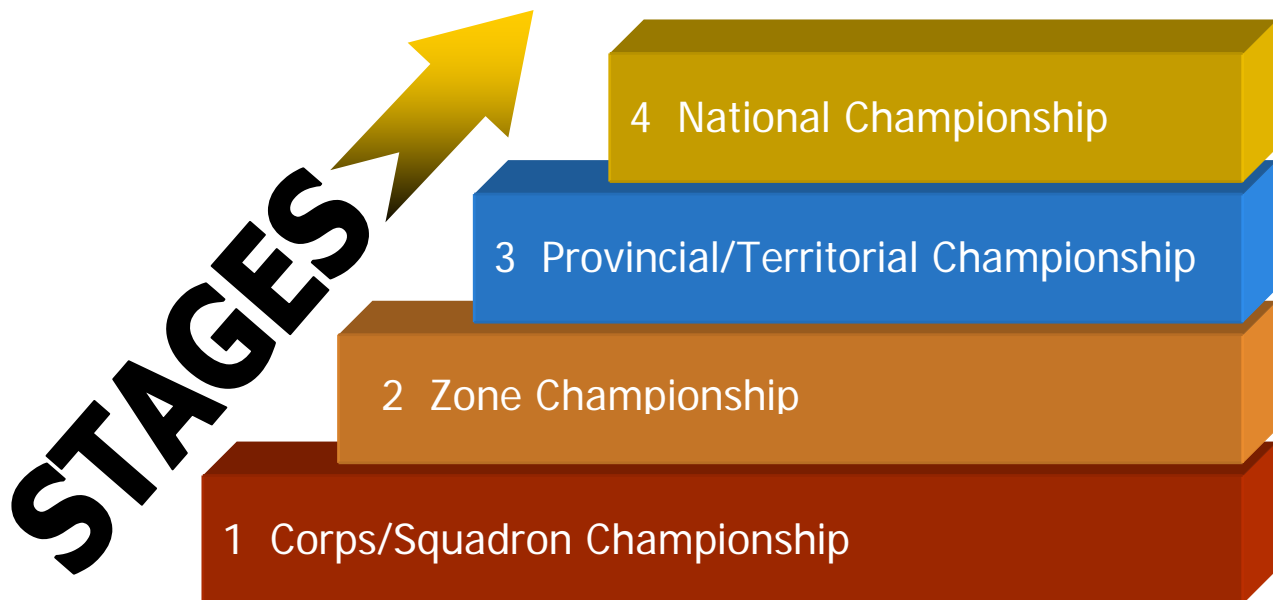 STAGES
4 National Championship
3 Provincial/Territorial Championship
2 Zone Championship
1 Corps/Squadron Championship